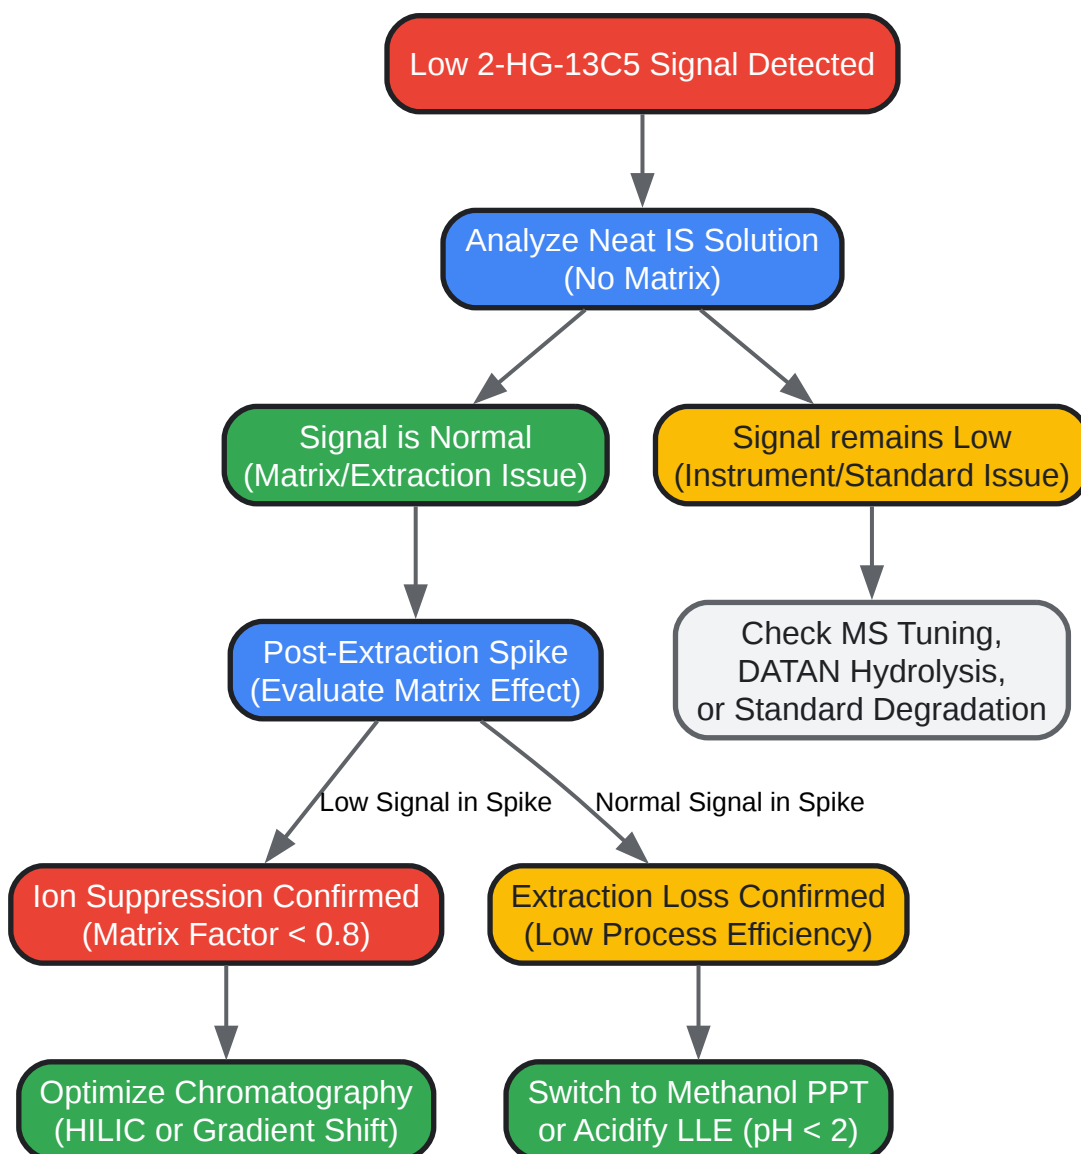 Low 2-HG-13C5 Signal Detected
Analyze Neat IS Solution
(No Matrix)
Signal is Normal
(Matrix/Extraction Issue)
Signal remains Low
(Instrument/Standard Issue)
Post-Extraction Spike
(Evaluate Matrix Effect)
Check MS Tuning,
DATAN Hydrolysis,
or Standard Degradation
Low Signal in Spike
Normal Signal in Spike
Ion Suppression Confirmed
(Matrix Factor < 0.8)
Extraction Loss Confirmed
(Low Process Efficiency)
Optimize Chromatography
(HILIC or Gradient Shift)
Switch to Methanol PPT
or Acidify LLE (pH < 2)